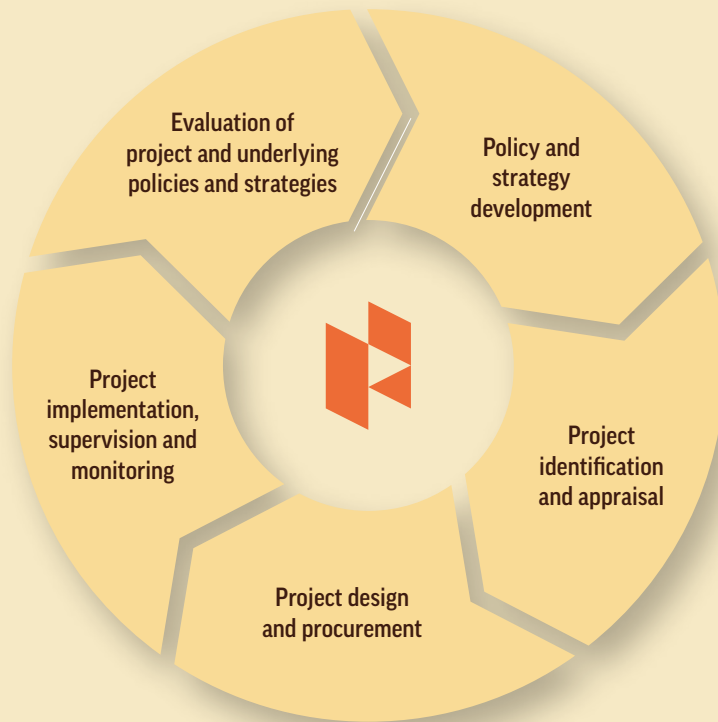 Evaluation of
project and underlying
policies and strategies
Policy and
strategy
development
Project
identification
and appraisal
Project design
and procurement
Project
implementation,
supervision and
monitoring